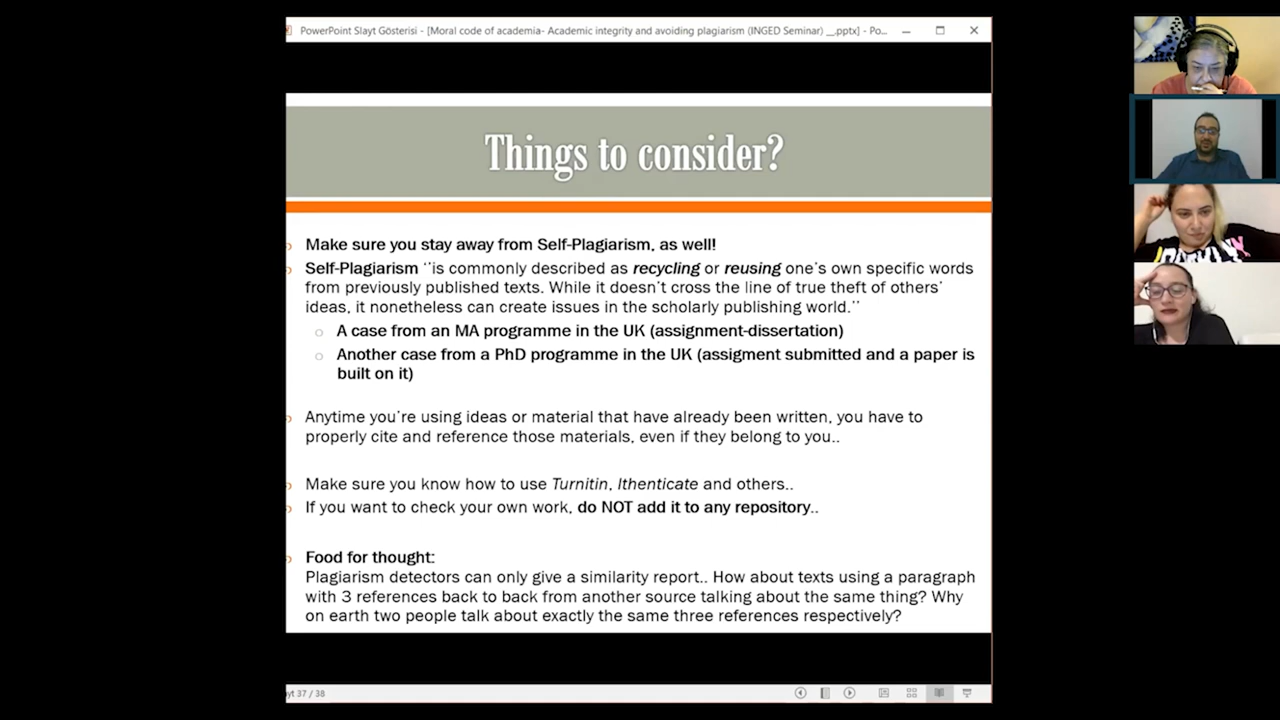 PowerPoint Slayt Gösterisi - [Moral code of academia- Academic integrity and avoiding plagiarism (INGED Seminar) __.pptx] - Po...
Things to consider?
Make sure you stay away from Self-Plagiarism, as well!
Self-Plagiarism ‘’is commonly described as recycling or reusing one’s own specific words
from previously published texts. While it doesn’t cross the line of true theft of others’
ideas, it nonetheless can create issues in the scholarly publishing world.’’
A case from an MA programme in the UK (assignment-dissertation)
Another case from a PhD programme in the UK (assigment submitted and a paper is
built on it)
Anytime you’re using ideas or material that have already been written, you have to
properly cite and reference those materials, even if they belong to you..
Make sure you know how to use Turnitin, Ithenticate and others..
If you want to check your own work, do NOT add it to any repository..
Food for thought:
Plagiarism detectors can only give a similarity report.. How about texts using a paragraph
with 3 references back to back from another source talking about the same thing? Why
on earth two people talk about exactly the same three references respectively?
yt 37 / 38